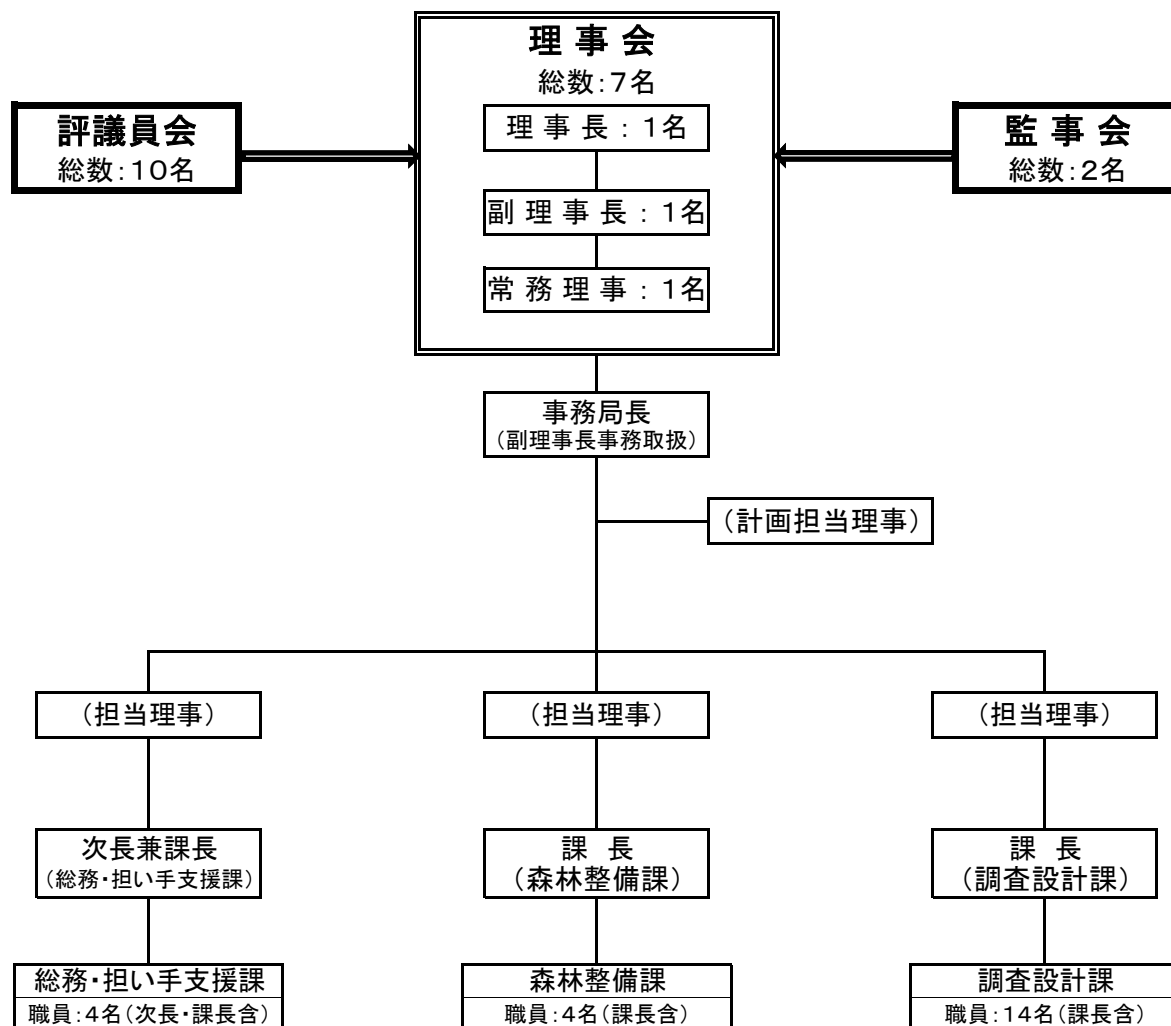 理 事 会
総数：7名
評議員会
総数：10名
監 事 会
総数：2名
理 事 長 ： 1名
副 理 事 長 ： 1名
常 務 理 事 ： 1名
事務局長
（副理事長事務取扱）
（計画担当理事）
（担当理事）
（担当理事）
（担当理事）
次長兼課長
（総務・担い手支援課）
課 長
（森林整備課）
課 長
（調査設計課）
総務・担い手支援課
職員：4名（次長・課長含）
森林整備課
職員：4名（課長含）
調査設計課
職員：14名（課長含）